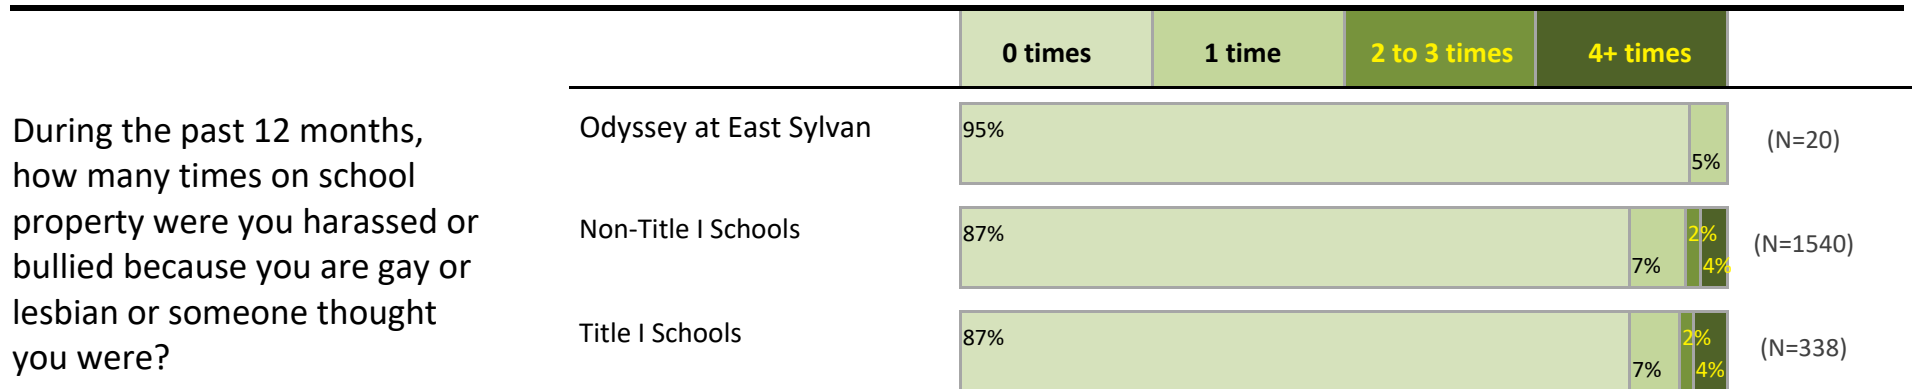 0 times 1 time 2 to 3 times 4+ times
During the past 12 months,
how many times on school
property were you harassed or
bullied because you are gay or
lesbian or someone thought
you were?
Odyssey at East Sylvan 95% 5% (N=20)
Non-Title I Schools 87% 7% 2% 4% (N=1540)
Title I Schools 87% 7% 2% 4% (N=338)